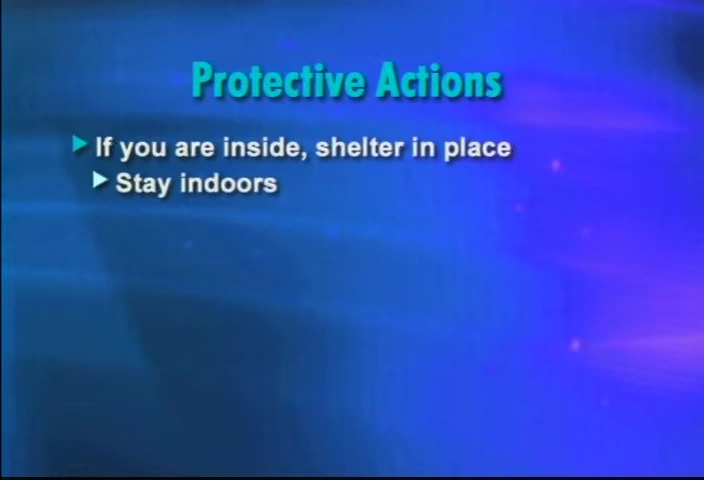 Protective Actions
If you are inside, shelter in place
Stay indoors